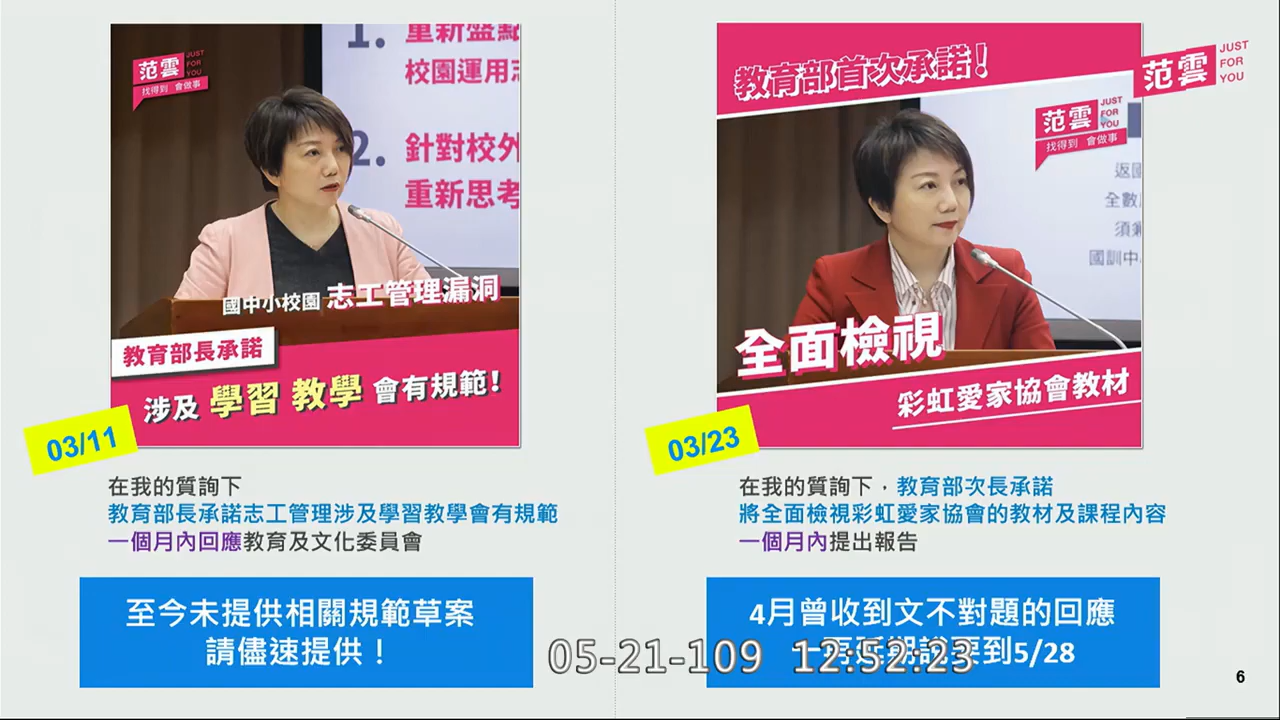 范雲
JUST
FOR
YOU
找得到 會做事
1. 重新盤點
校園運用志
2. 針對校外
重新思考
國中小校園 志工管理漏洞
教育部長承諾
涉及 學習 教學 會有規範!
03/11
在我的質詢下
教育部長承諾志工管理涉及學習教學會有規範
一個月內回應教育及文化委員會
至今未提供相關規範草案
請儘速提供!
教育部首次承諾!
范雲
JUST
FOR
YOU
找得到 會做事
返國
全數
須
國訓中
全面檢視
彩虹愛家協會教材
03/23
在我的質詢下,教育部次長承諾
將全面檢視彩虹愛家協會的教材及課程內容
一個月內提出報告
4月曾收到文不對題的回應
一再延期說要到5/28
范雲
JUST
FOR
YOU
05-21-109 12:52:23
6